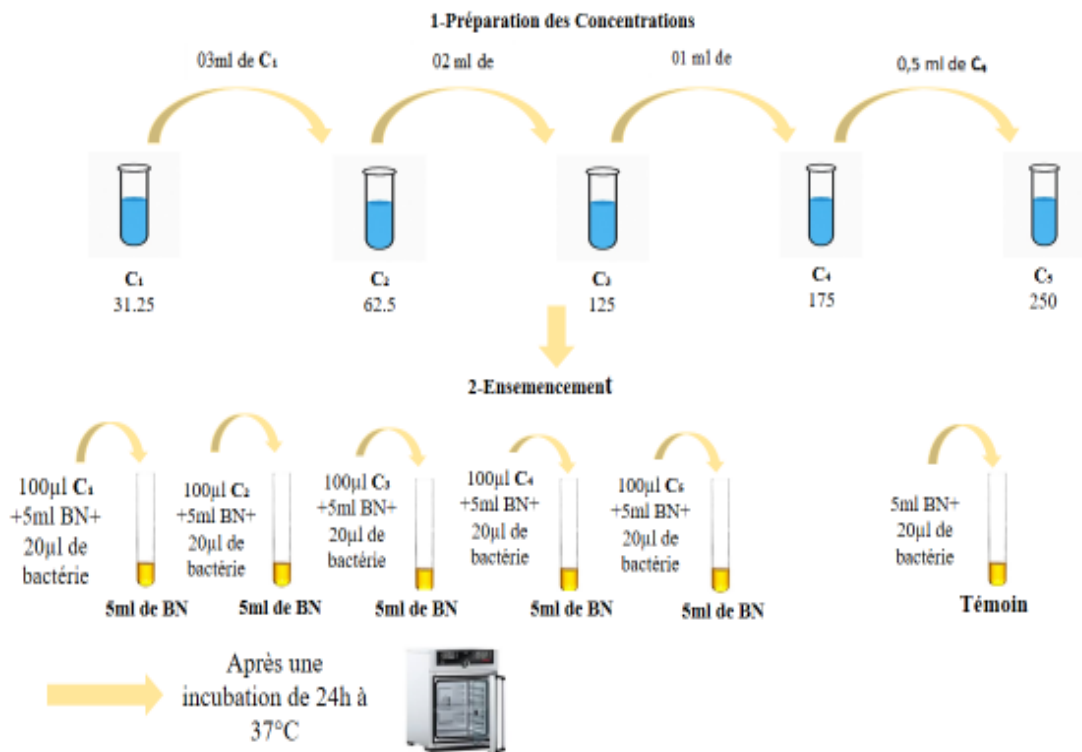 1-Préparation des Concentrations
03ml de C₁
02 ml de
01 ml de
0,5 ml de C₄
C₁
31.25
C₂
62.5
C₃
125
C₄
175
C₅
250
2-Ensemencement
100µl C₁
+5ml BN+
20µl de
bactérie
5ml de BN
100µl C₂
+5ml BN+
20µl de
bactérie
5ml de BN
100µl C₃
+5ml BN+
20µl de
bactérie
5ml de BN
100µl C₄
+5ml BN+
20µl de
bactérie
5ml de BN
100µl C₅
+5ml BN+
20µl de
bactérie
5ml de BN
5ml BN+
20µl de
bactérie
Témoin
Après une
incubation de 24h à
37°C